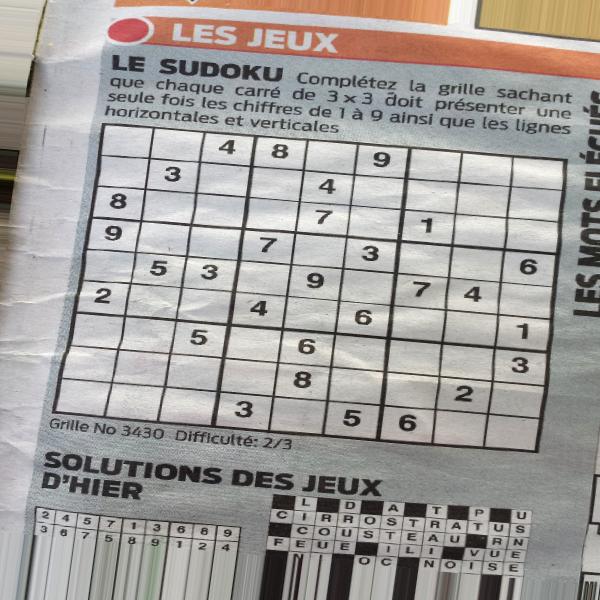 LES JEUX
LE SUDOKU Complétez la grille sachant
que chaque carré de 3 x 3 doit présenter une
seule fois les chiffres de 1 à 9 ainsi que les lignes
horizontales et verticales
4 8 9
3 4
8 7 1
9 7 3 6
5 3 9 7 4
2 4 6 1
5 6 3
8 2
3 5 6
Grille No 3430 Difficulté: 2/3
SOLUTIONS DES JEUX
D'HIER
2 4 5 7 1 3 6 8 9
3 6 7 5 8 9 1 2 4
L D A T P U
C I R R O S T R A T U S
C O U S T E A U R N
F E U E I L I V U E
O C N O I S E
LES MOTS FLÉCHÉS